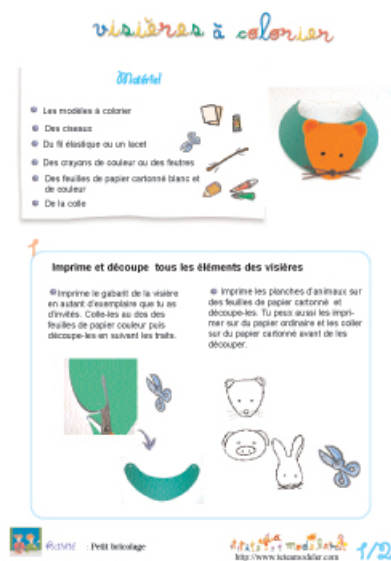 visières à colorier
Matériel
Les modèles à colorier
Des ciseaux
Du fil élastique ou un lacet
Des crayons de couleur ou des feutres
Des feuilles de papier cartonné blanc et
de couleur
De la colle
1
Imprime et découpe tous les éléments des visières
Imprime le gabarit de la visière
en autant d'exemplaire que tu as
d'invités. Colle-les au dos des
feuilles de papier couleur puis
découpe-les en suivant les traits.
Imprime les planches d'animaux sur
des feuilles de papier cartonné et
découpe-les. Tu peux aussi les impri-
mer sur du papier ordinaire et les coller
sur du papier cartonné avant de les
découper.
Activité : Petit bricolage
tête à modeler
http://www.teteamodeler.com
1/2